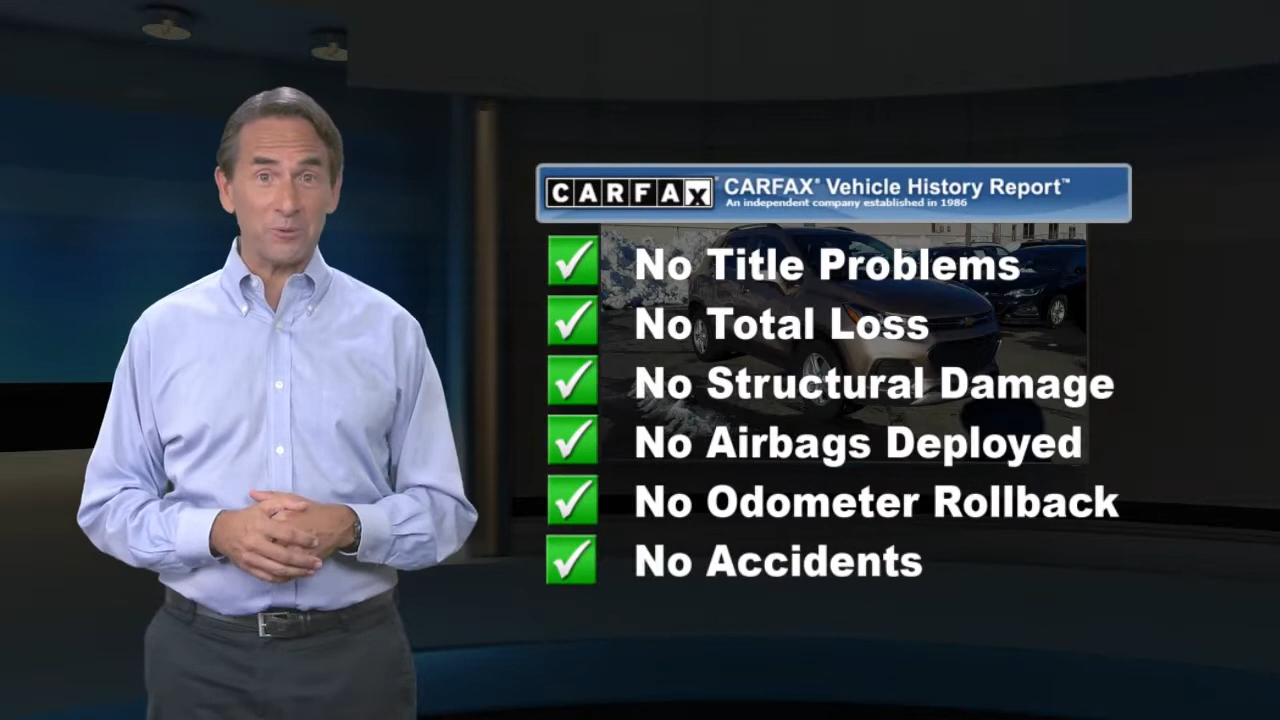 CARFAX® CARFAX® Vehicle History Report™
An independent company established in 1986
No Title Problems
No Total Loss
No Structural Damage
No Airbags Deployed
No Odometer Rollback
No Accidents